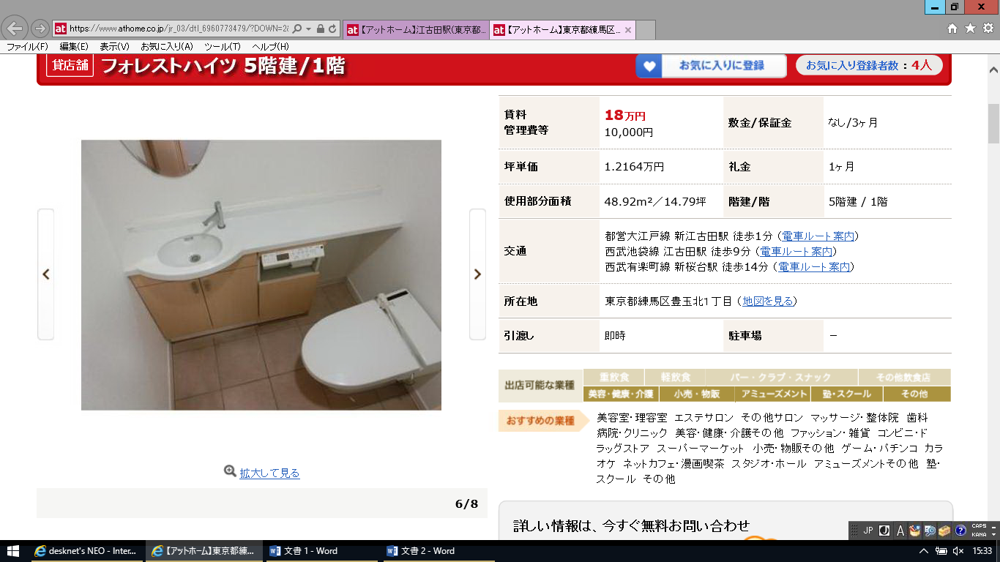 https://www.athome.co.jp/jr_03/dtl_6960773479/?DOWN=2&
at 【アットホーム】江古田駅(東京都...
at 【アットホーム】東京都練馬区...
ファイル(F) 編集(E) 表示(V) お気に入り(A) ツール(T) ヘルプ(H)
貸店舗 フォレストハイツ 5階建/1階
お気に入りに登録
お気に入り登録者数：4人
賃料 18万円
管理費等 10,000円
敷金/保証金 なし/3ヶ月
坪単価 1.2164万円 礼金 1ヶ月
使用部分面積 48.92m²／14.79坪 階建/階 5階建 / 1階
交通
都営大江戸線 新江古田駅 徒歩1分 （電車ルート案内）
西武池袋線 江古田駅 徒歩9分 （電車ルート案内）
西武有楽町線 新桜台駅 徒歩14分 （電車ルート案内）
所在地 東京都練馬区豊玉北1丁目 （地図を見る）
引渡し 即時 駐車場 －
出店可能な業種
重飲食 軽飲食 バー・クラブ・スナック その他飲食店
美容・健康・介護 小売・物販 アミューズメント 塾・スクール その他
おすすめの業種
美容室・理容室 エステサロン その他サロン マッサージ・整体院 歯科
病院・クリニック 美容・健康・介護その他 ファッション・雑貨 コンビニ・ド
ラッグストア スーパーマーケット 小売・物販その他 ゲーム・パチンコ カラ
オケ ネットカフェ・漫画喫茶 スタジオ・ホール アミューズメントその他 塾・
スクール その他
拡大して見る
6/8
詳しい情報は、今すぐ無料お問い合わせ
JP A CAPS KANA
desknet's NEO - Inter...
【アットホーム】東京都練...
文書 1 - Word
文書 2 - Word
15:33